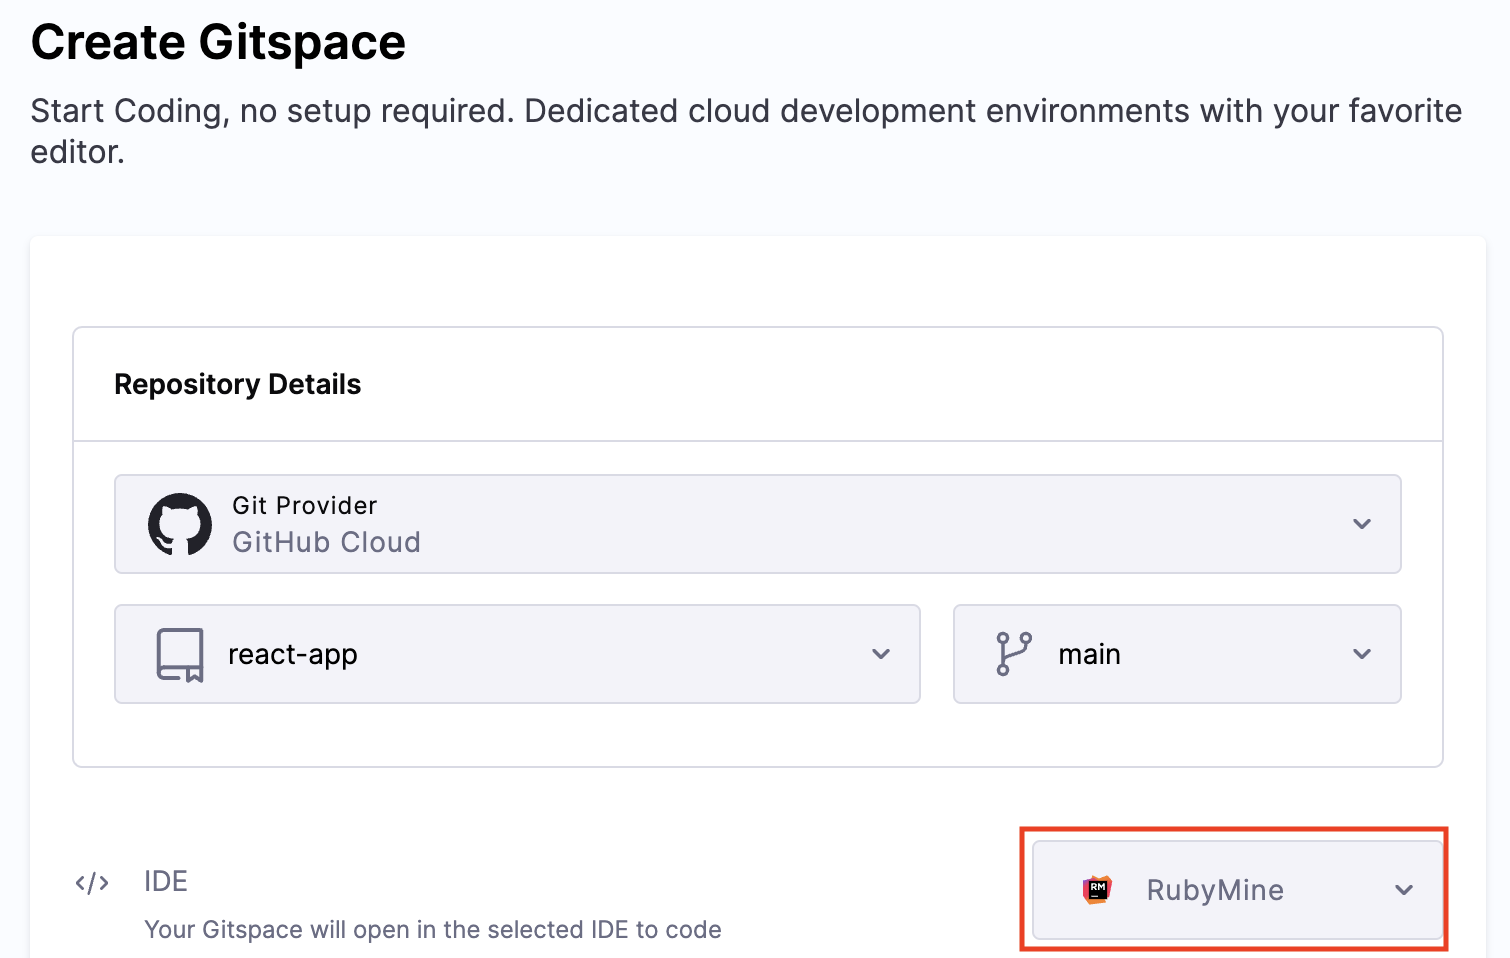 Create Gitspace
Start Coding, no setup required. Dedicated cloud development environments with your favorite
editor.
Repository Details
Git Provider
GitHub Cloud
react-app
main
</> IDE
RM RubyMine
Your Gitspace will open in the selected IDE to code